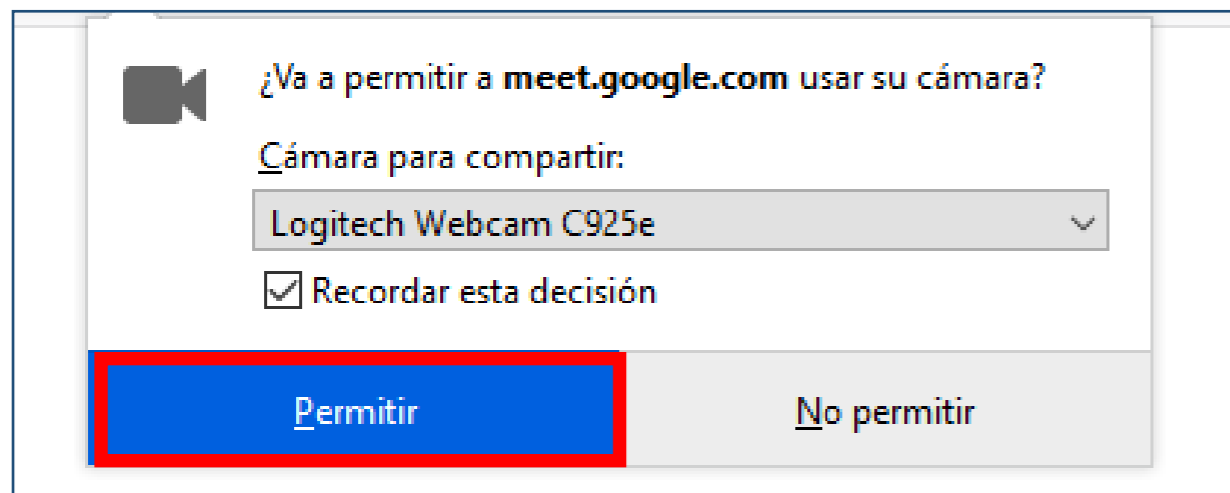 ¿Va a permitir a meet.google.com usar su cámara?
Cámara para compartir:
Logitech Webcam C925e
Recordar esta decisión
Permitir
No permitir